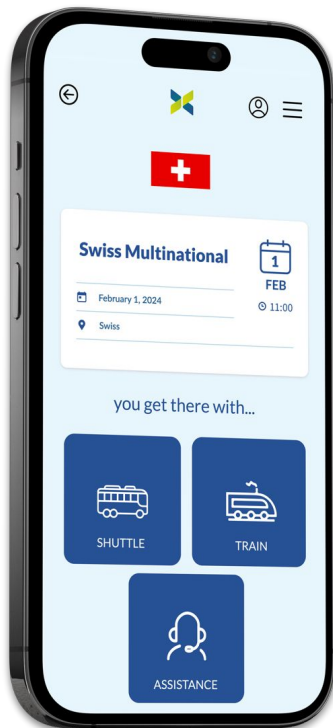 Swiss Multinational
1
FEB
February 1, 2024
11:00
Swiss
you get there with...
SHUTTLE
TRAIN
ASSISTANCE